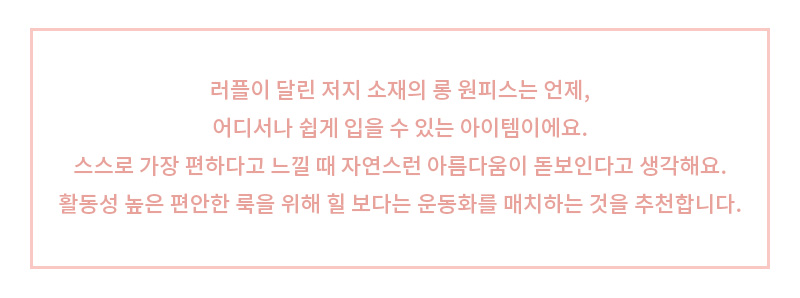 러플이 달린 저지 소재의 롱 원피스는 언제,
어디서나 쉽게 입을 수 있는 아이템이에요.
스스로 가장 편하다고 느낄 때 자연스런 아름다움이 돋보인다고 생각해요.
활동성 높은 편안한 룩을 위해 힐 보다는 운동화를 매치하는 것을 추천합니다.